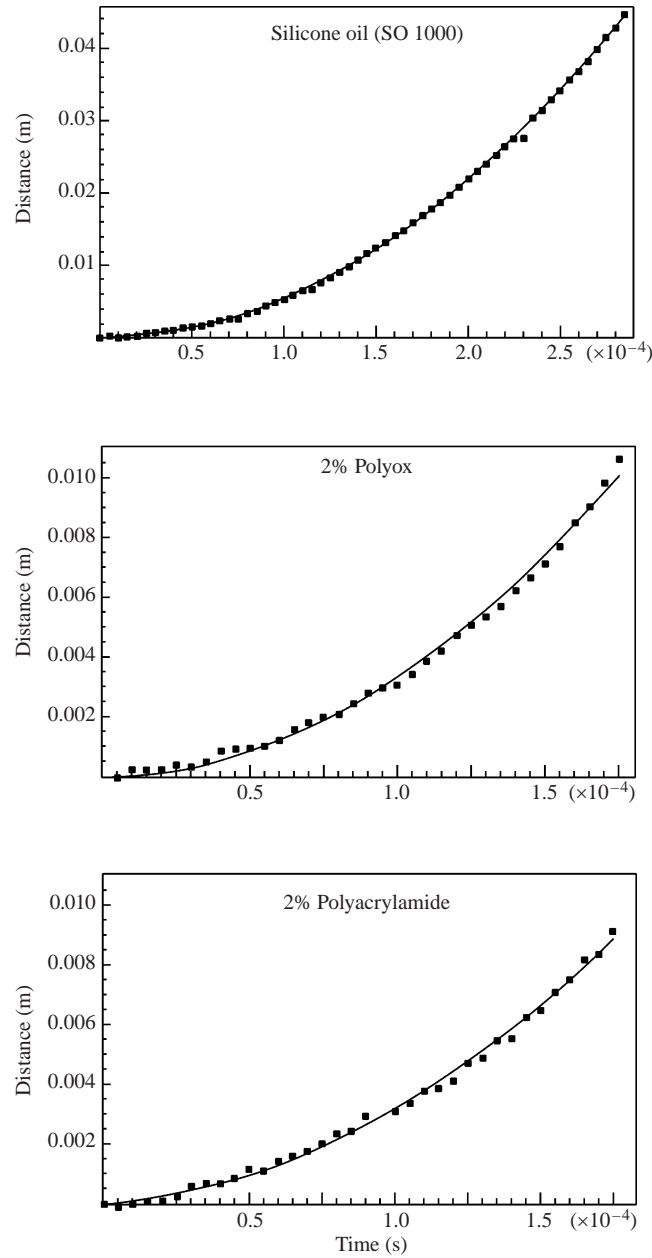 Silicone oil (SO 1000)
0.04
0.03
0.02
0.01
Distance (m)
0.5 1.0 1.5 2.0 2.5 (×10⁻⁴)
2% Polyox
0.010
0.008
0.006
0.004
0.002
Distance (m)
0.5 1.0 1.5 (×10⁻⁴)
2% Polyacrylamide
0.010
0.008
0.006
0.004
0.002
Distance (m)
0.5 1.0 1.5 (×10⁻⁴)
Time (s)